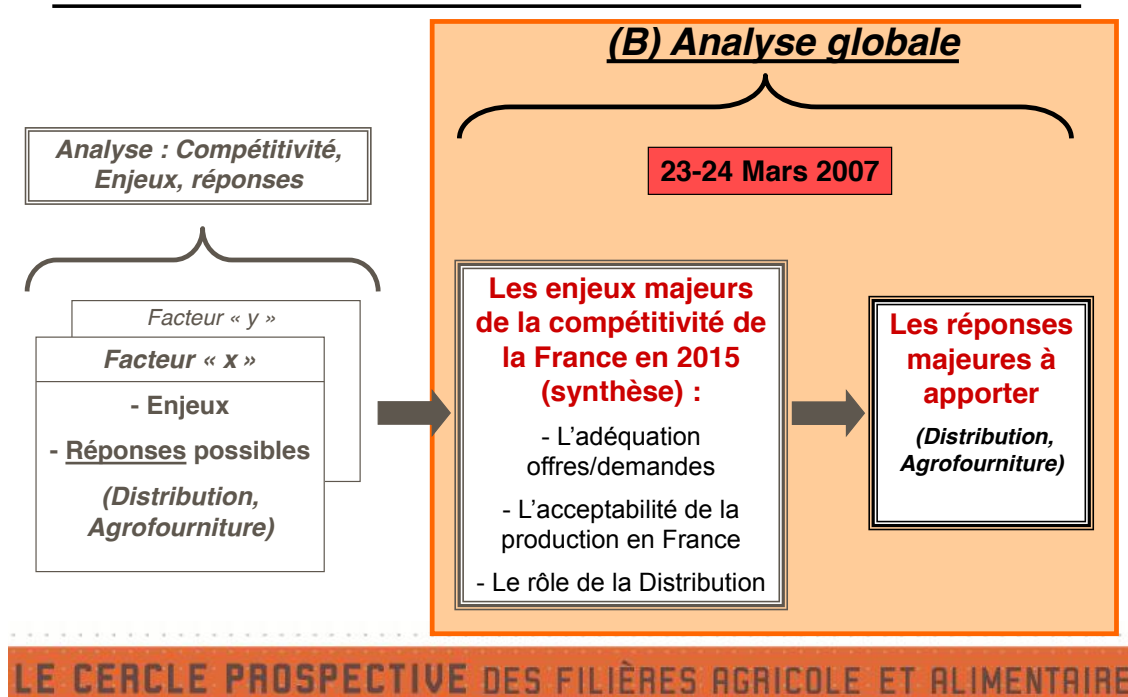 (B) Analyse globale
Analyse : Compétitivité,
Enjeux, réponses
23-24 Mars 2007
Facteur « y »
Facteur « x »
- Enjeux
- Réponses possibles
(Distribution,
Agrofourniture)
Les enjeux majeurs
de la compétitivité de
la France en 2015
(synthèse) :
- L’adéquation
offres/demandes
- L’acceptabilité de la
production en France
- Le rôle de la Distribution
Les réponses
majeures à
apporter
(Distribution,
Agrofourniture)
LE CERCLE PROSPECTIVE DES FILIÈRES AGRICOLE ET ALIMENTAIRE